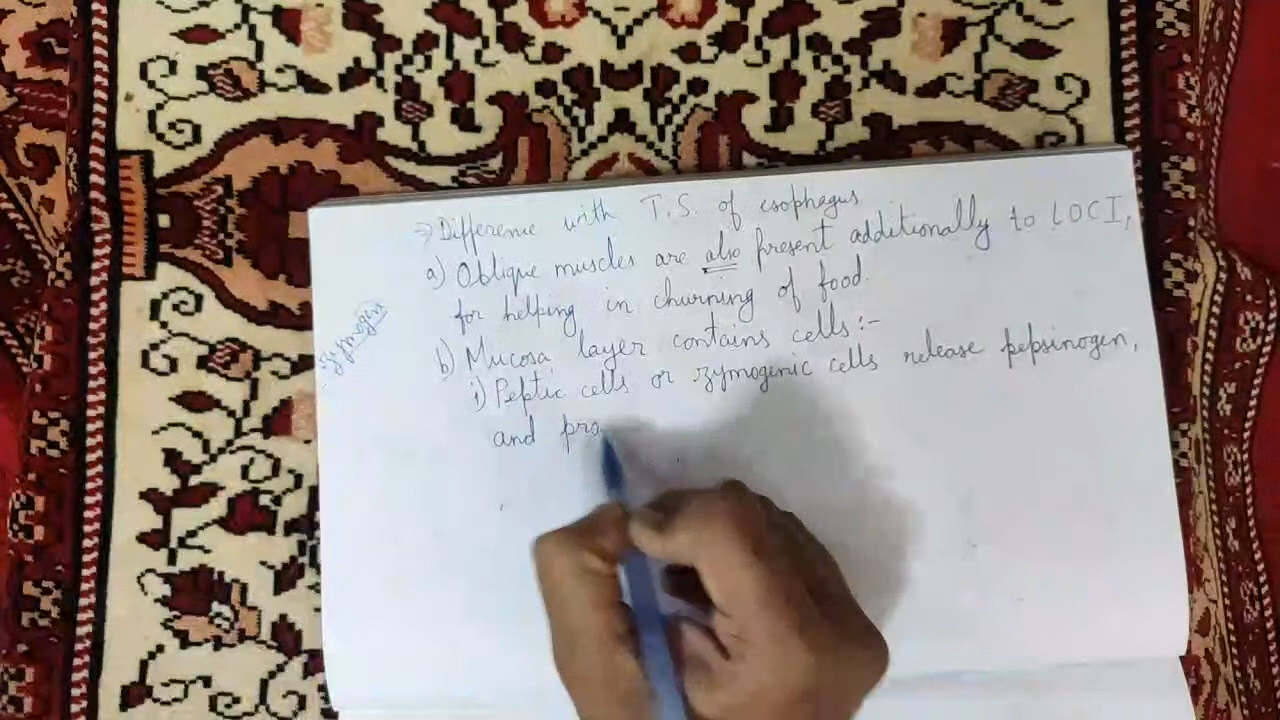 ⇒ Difference with T.S. of esophagus
a) Oblique muscles are also present additionally to LOCI,
for helping in churning of food.
b) Mucosa layer contains cells:-
i) Peptic cells or zymogenic cells release pepsinogen,
and pro
Zymogen